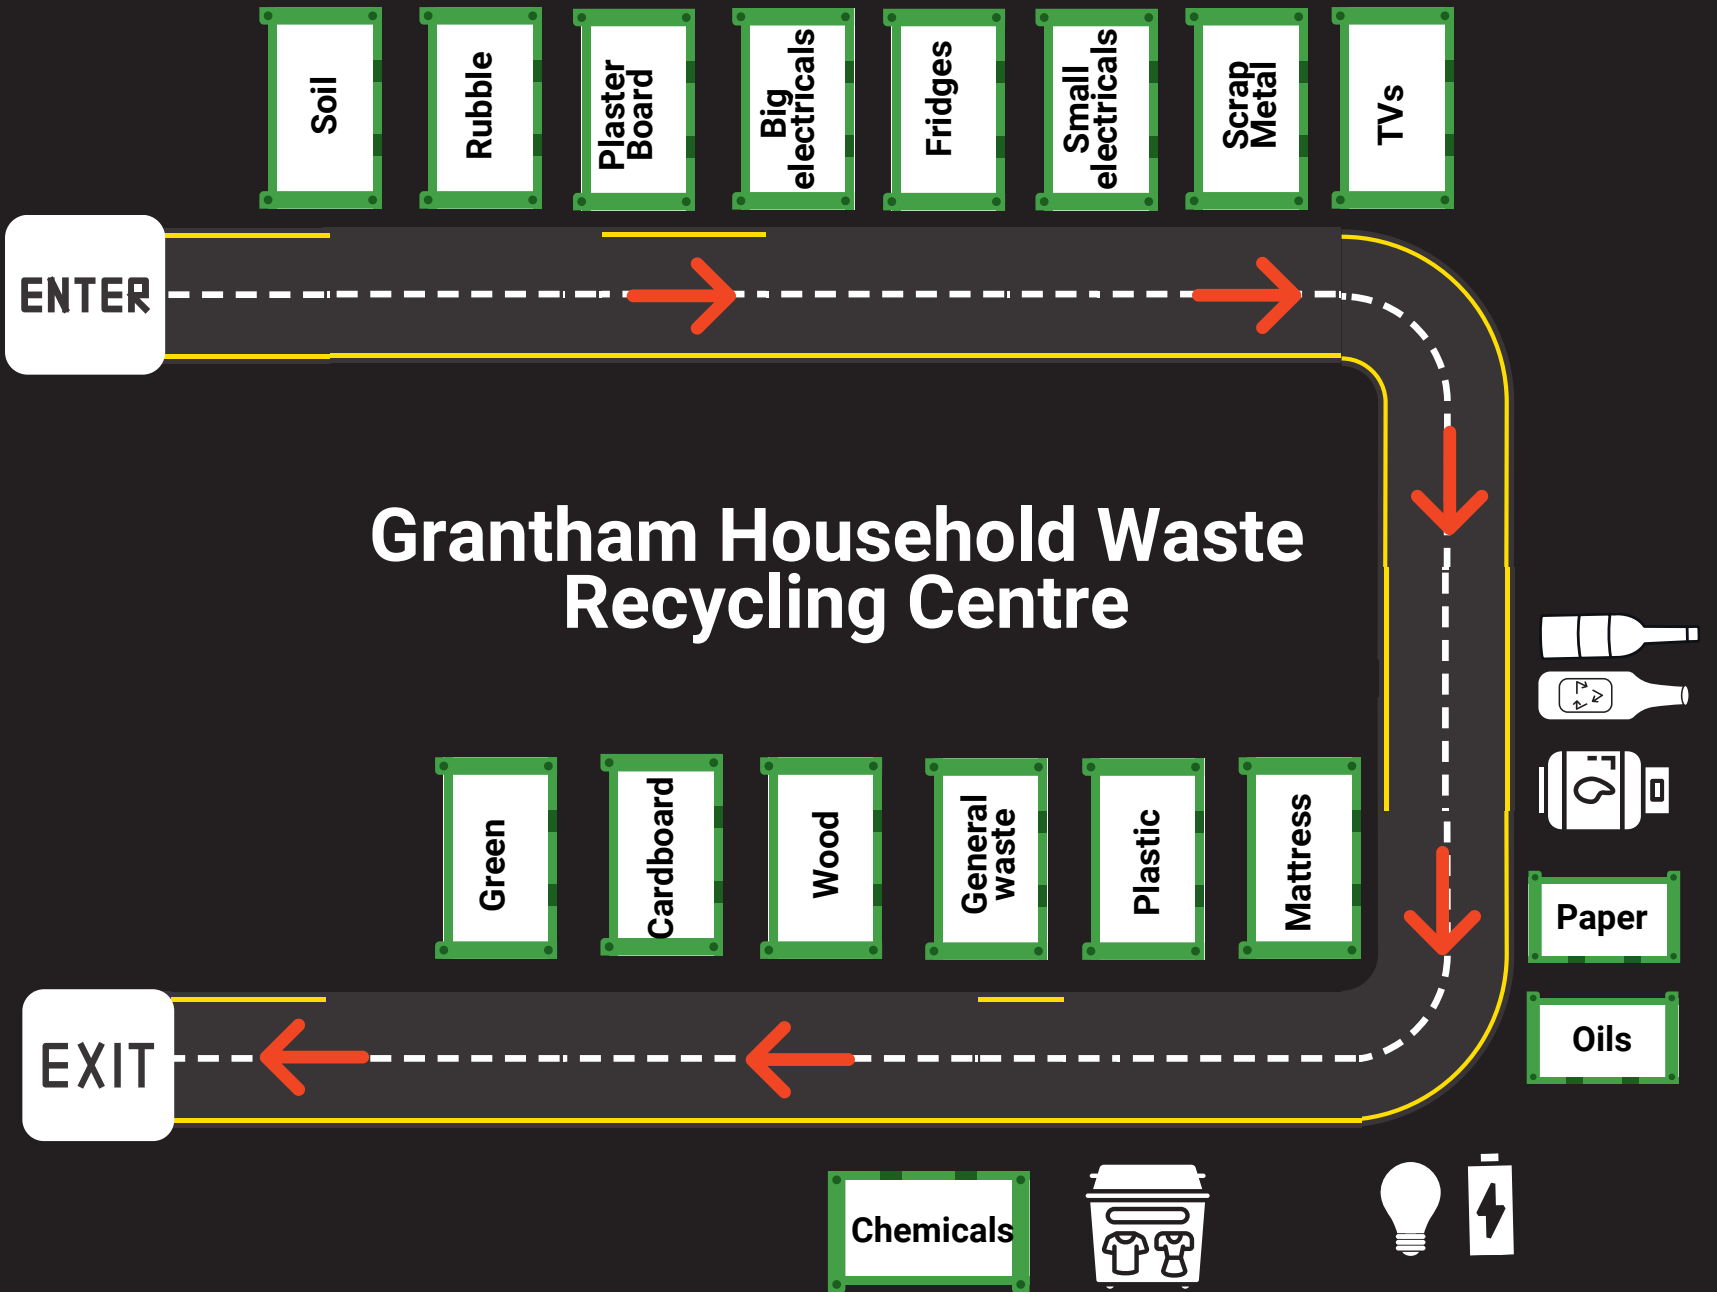 Soil
Rubble
Plaster
Board
Big
electricals
Fridges
Small
electricals
Scrap
Metal
TVs
ENTER
Grantham Household Waste
Recycling Centre
Green
Cardboard
Wood
General
waste
Plastic
Mattress
Paper
Oils
EXIT
Chemicals